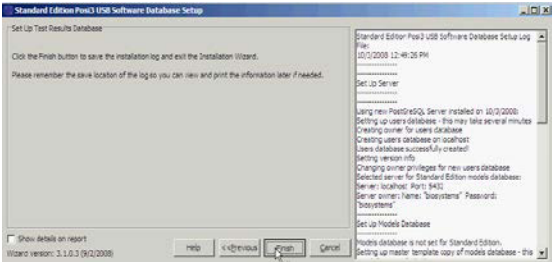 Standard Edition Posi3 USB Software Database Setup
Set Up Test Results Database
Click the Finish button to save the installation log and exit the Installation Wizard.
Please remember the save location of the log so you can view and print the information later if needed.
Show details on report
Wizard version: 3.1.0.3 (9/2/2008)
Help
<<Previous
Finish
Cancel
Standard Edition Posi3 USB Software Database Setup Log
File:
10/3/2008 12:49:26 PM
-------------
Set Up Server
-------------
Using new PostGreSQL Server installed on 10/3/2008:
Setting up users database - this may take several minutes
Creating owner for users database
Creating users database on localhost
Users database successfully created!
Setting version info
Changing owner privileges for new users database
Selected server for Standard Edition models database:
Server: localhost Port: 5432
Server owner: Name: "biosystems" Password:
"biosystems"
-------------
Set Up Models Database
-------------
Models database is not set for Standard Edition.
Setting up master template copy of models database - this